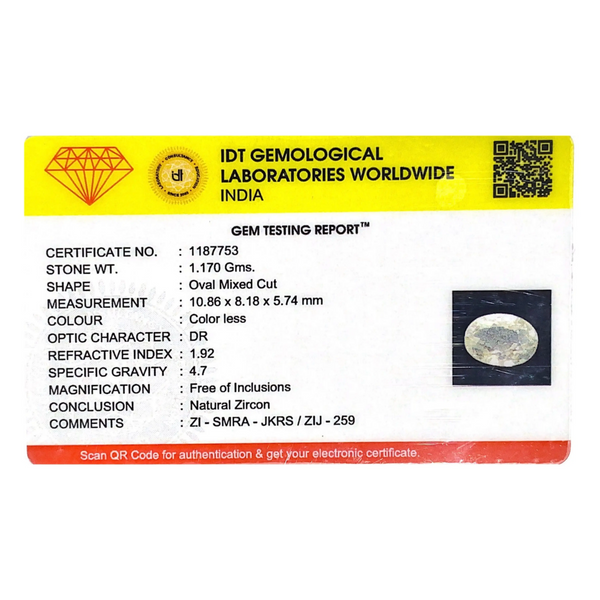 IDT GEMOLOGICAL
LABORATORIES WORLDWIDE
INDIA
GEM TESTING REPORT™
CERTIFICATE NO. : 1187753
STONE WT. : 1.170 Gms.
SHAPE : Oval Mixed Cut
MEASUREMENT : 10.86 x 8.18 x 5.74 mm
COLOUR : Color less
OPTIC CHARACTER : DR
REFRACTIVE INDEX : 1.92
SPECIFIC GRAVITY : 4.7
MAGNIFICATION : Free of Inclusions
CONCLUSION : Natural Zircon
COMMENTS : ZI - SMRA - JKRS / ZIJ - 259
Scan QR Code for authentication & get your electronic certificate.